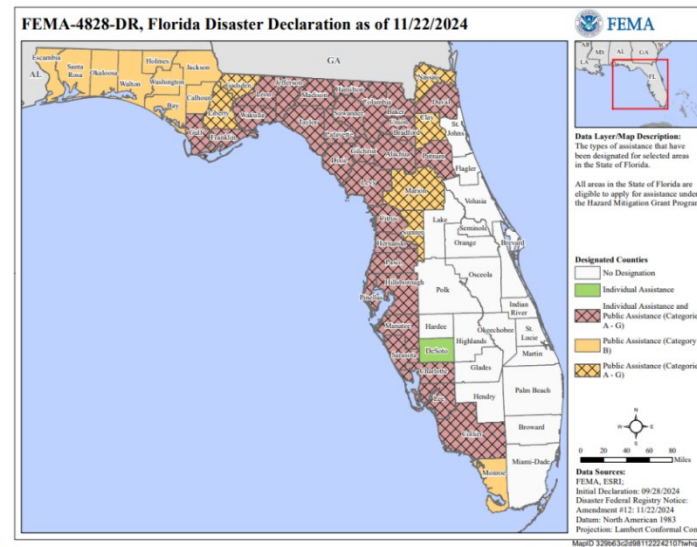 FEMA-4828-DR, Florida Disaster Declaration as of 11/22/2024
FEMA
GA
AL
Escambia
Santa
Rosa
Okaloosa
Walton
Holmes
Washington
Jackson
Bay
Calhoun
Gulf
Liberty
Gadsden
Franklin
Leon
Wakulla
Jefferson
Madison
Taylor
Hamilton
Suwannee
Lafayette
Dixie
Columbia
Gilchrist
Levy
Baker
Union
Bradford
Alachua
Nassau
Duval
Clay
Putnam
St.
Johns
Flagler
Marion
Volusia
Citrus
Sumter
Lake
Seminole
Orange
Brevard
Hernando
Pasco
Hillsborough
Pinellas
Polk
Osceola
Indian
River
Manatee
Hardee
Okeechobee
St.
Lucie
Highlands
Sarasota
DeSoto
Martin
Charlotte
Glades
Lee
Hendry
Palm Beach
Collier
Broward
Monroe
Miami-Dade
MS
AL
GA
LA
FL
Data Layer/Map Description:
The types of assistance that have
been designated for selected areas
in the State of Florida.
All areas in the State of Florida are
eligible to apply for assistance under
the Hazard Mitigation Grant Program
Designated Counties
No Designation
Individual Assistance
Individual Assistance and
Public Assistance (Categorie
A - G)
Public Assistance (Category
B)
Public Assistance (Categorie
A - G)
N
W
E
S
0 20 40 60 80
Miles
Data Sources:
FEMA, ESRI;
Initial Declaration: 09/28/2024
Disaster Federal Registry Notice:
Amendment #12: 11/22/2024
Datum: North American 1983
Projection: Lambert Conformal Con